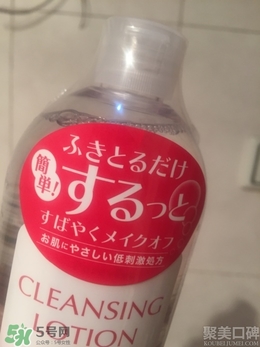 ふきとるだけ
簡単!
するっと
すばやくメイクオフ
お肌にやさしい低刺激処方
CLEANSING
LOTION
5号网
聚美口碑
ROUBEIJUMEI.COM